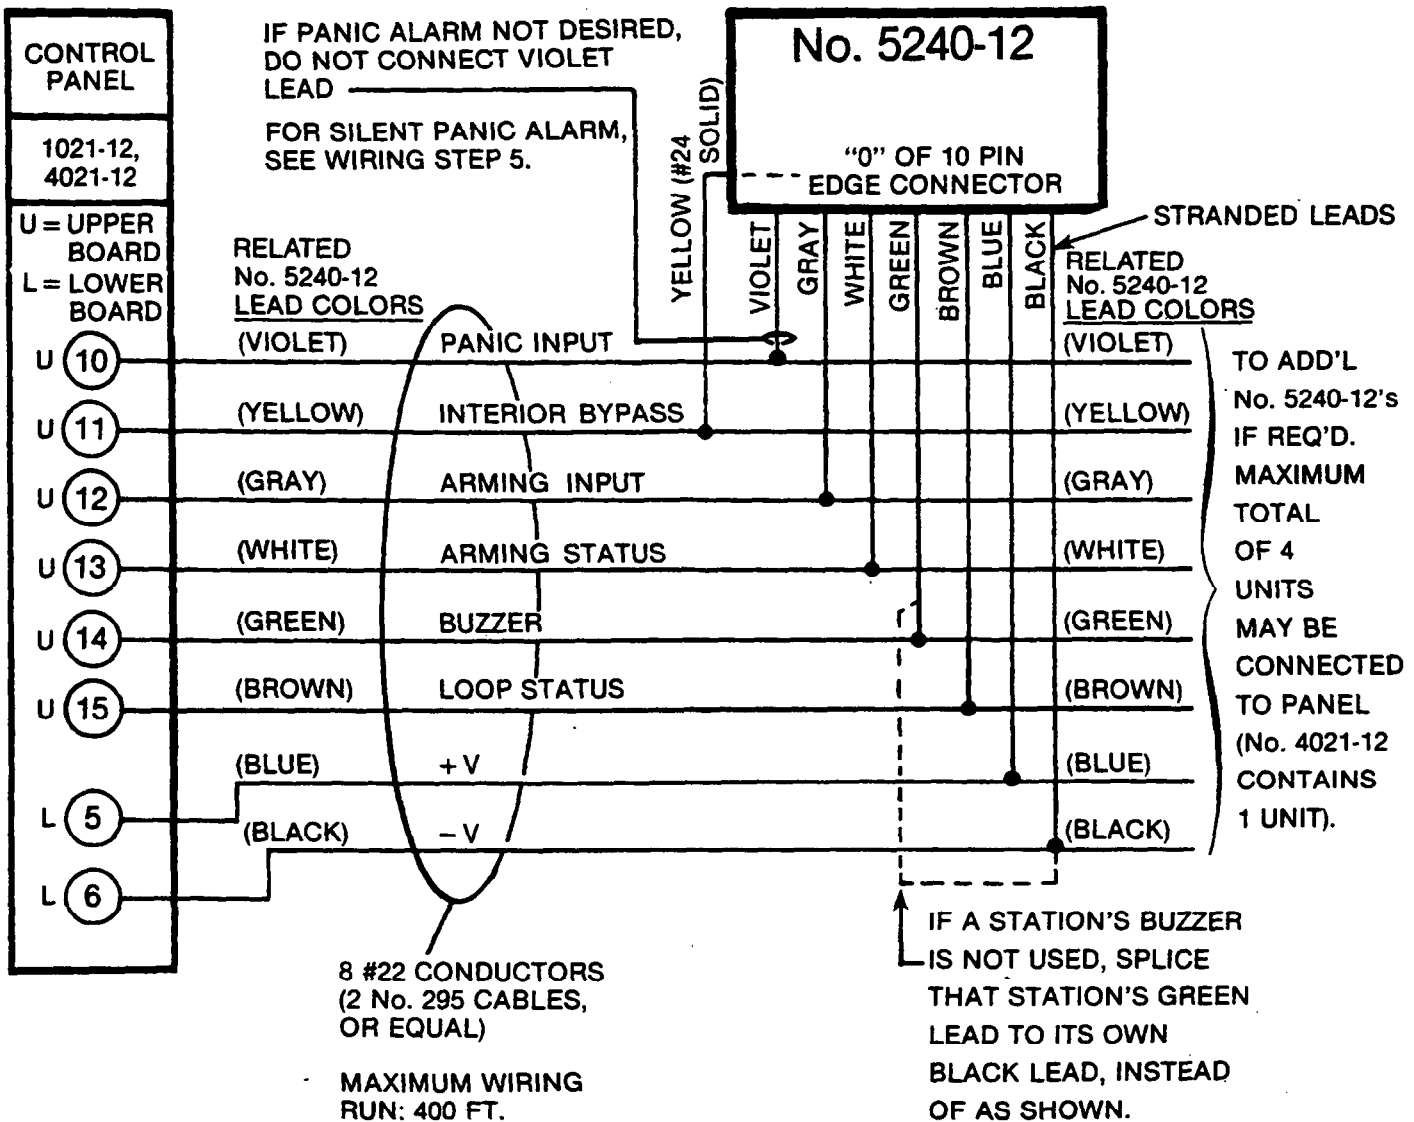 CONTROL
PANEL
1021-12,
4021-12
U = UPPER
BOARD
L = LOWER
BOARD
IF PANIC ALARM NOT DESIRED,
DO NOT CONNECT VIOLET
LEAD
FOR SILENT PANIC ALARM,
SEE WIRING STEP 5.
No. 5240-12
"0" OF 10 PIN
EDGE CONNECTOR
YELLOW (#24
SOLID)
VIOLET
GRAY
WHITE
GREEN
BROWN
BLUE
BLACK
STRANDED LEADS
RELATED
No. 5240-12
LEAD COLORS
RELATED
No. 5240-12
LEAD COLORS
U 10 (VIOLET) PANIC INPUT (VIOLET)
U 11 (YELLOW) INTERIOR BYPASS (YELLOW)
U 12 (GRAY) ARMING INPUT (GRAY)
U 13 (WHITE) ARMING STATUS (WHITE)
U 14 (GREEN) BUZZER (GREEN)
U 15 (BROWN) LOOP STATUS (BROWN)
L 5 (BLUE) + V (BLUE)
L 6 (BLACK) – V (BLACK)
TO ADD'L
No. 5240-12's
IF REQ'D.
MAXIMUM
TOTAL
OF 4
UNITS
MAY BE
CONNECTED
TO PANEL
(No. 4021-12
CONTAINS
1 UNIT).
8 #22 CONDUCTORS
(2 No. 295 CABLES,
OR EQUAL)
MAXIMUM WIRING
RUN: 400 FT.
IF A STATION'S BUZZER
IS NOT USED, SPLICE
THAT STATION'S GREEN
LEAD TO ITS OWN
BLACK LEAD, INSTEAD
OF AS SHOWN.